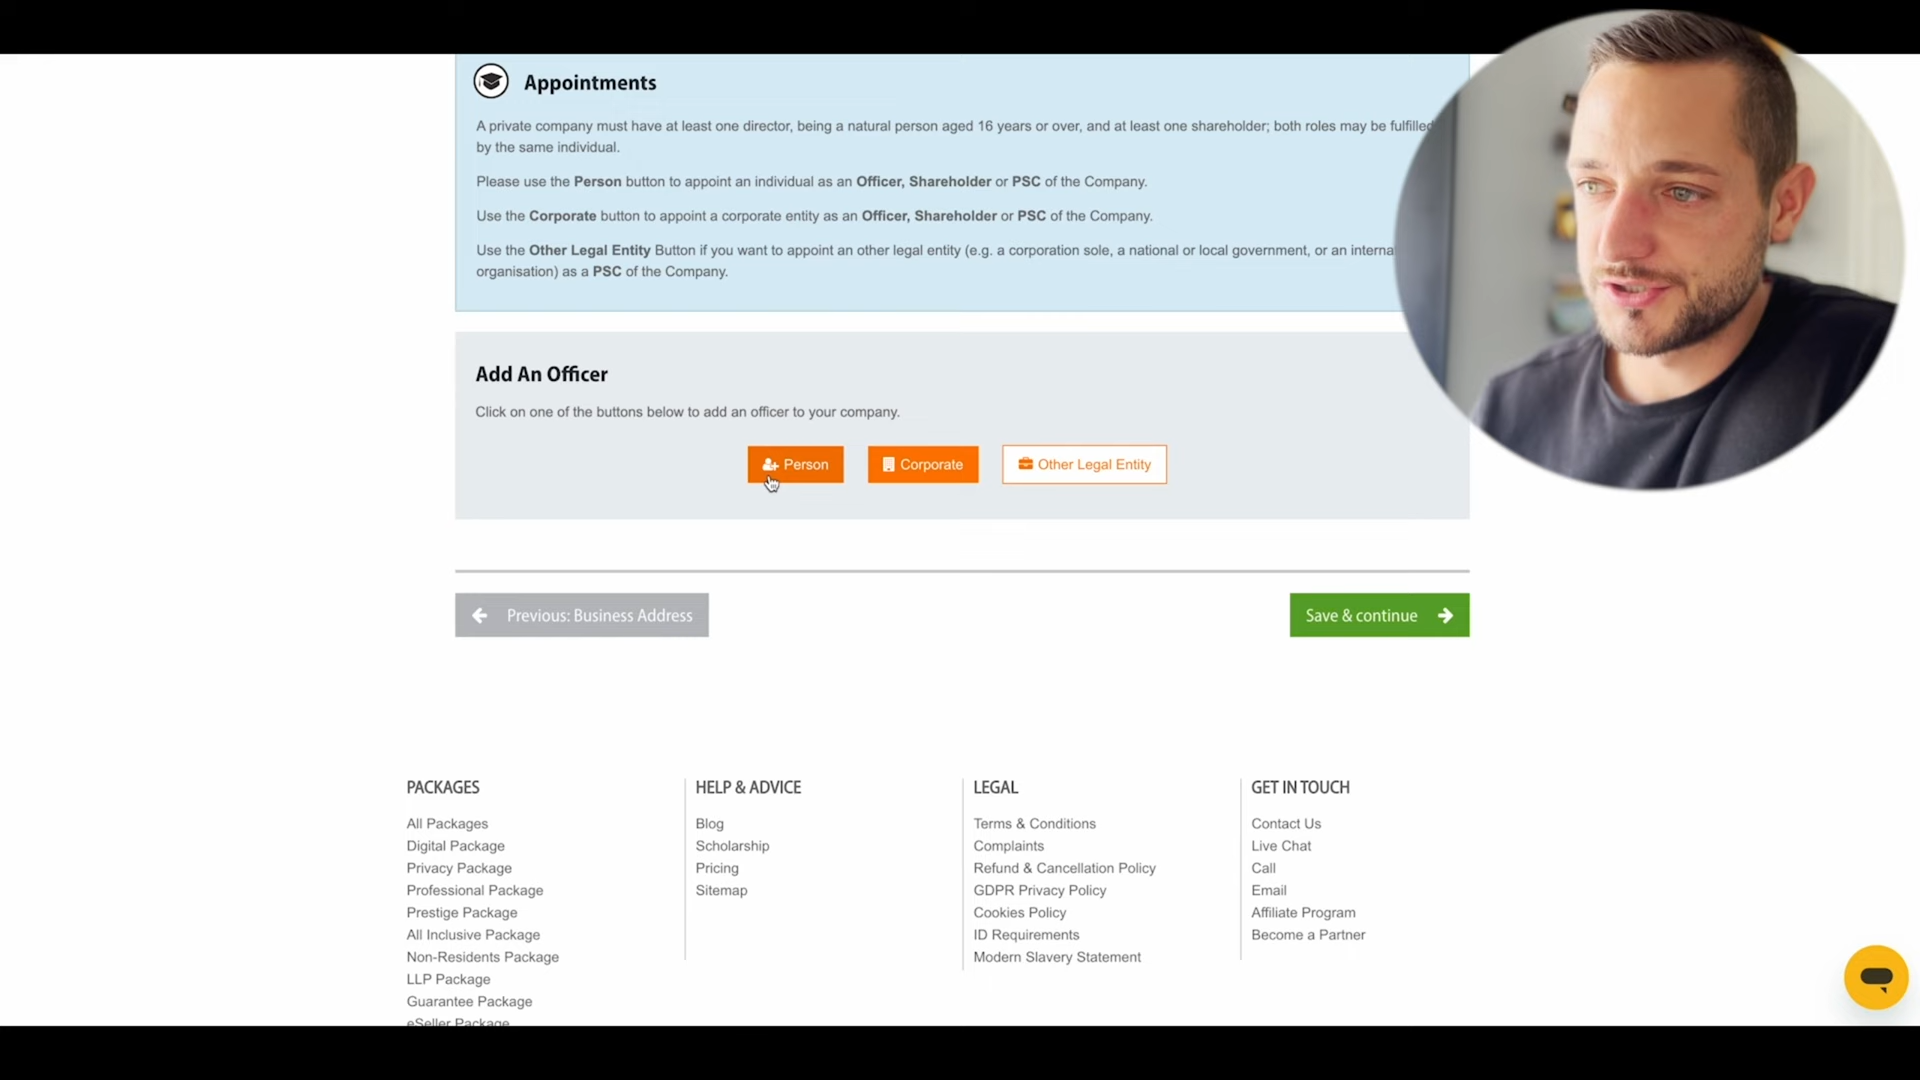 Appointments
A private company must have at least one director, being a natural person aged 16 years or over, and at least one shareholder; both roles may be fulfilled
by the same individual.
Please use the Person button to appoint an individual as an Officer, Shareholder or PSC of the Company.
Use the Corporate button to appoint a corporate entity as an Officer, Shareholder or PSC of the Company.
Use the Other Legal Entity Button if you want to appoint an other legal entity (e.g. a corporation sole, a national or local government, or an interna
organisation) as a PSC of the Company.
Add An Officer
Click on one of the buttons below to add an officer to your company.
Person
Corporate
Other Legal Entity
Previous: Business Address
Save & continue
PACKAGES
All Packages
Digital Package
Privacy Package
Professional Package
Prestige Package
All Inclusive Package
Non-Residents Package
LLP Package
Guarantee Package
eSeller Package
HELP & ADVICE
Blog
Scholarship
Pricing
Sitemap
LEGAL
Terms & Conditions
Complaints
Refund & Cancellation Policy
GDPR Privacy Policy
Cookies Policy
ID Requirements
Modern Slavery Statement
GET IN TOUCH
Contact Us
Live Chat
Call
Email
Affiliate Program
Become a Partner